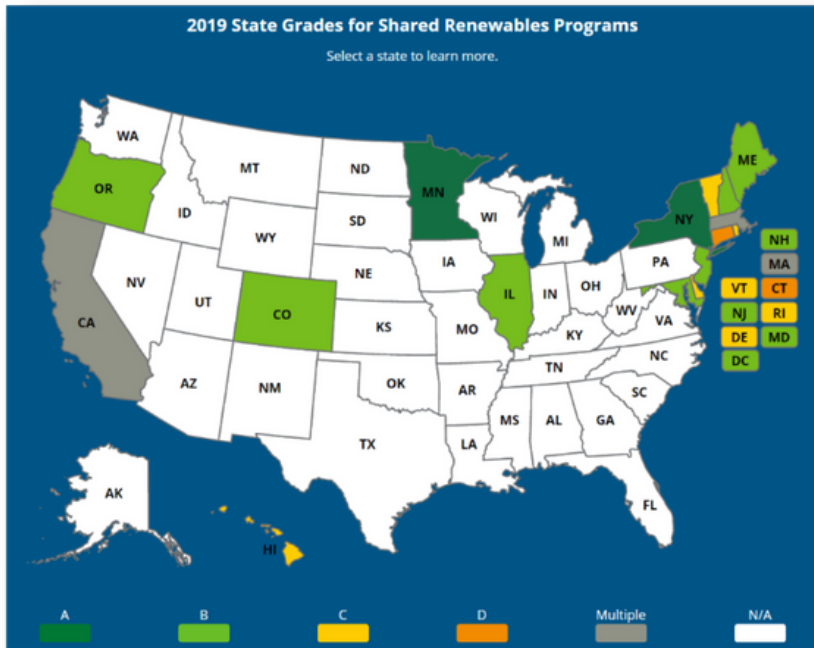 2019 State Grades for Shared Renewables Programs
Select a state to learn more.
WA
MT
ND
MN
ME
OR
ID
SD
WI
NY
WY
MI
NH
IA
PA
MA
NE
NV
OH
VT
CT
IL
IN
UT
NJ
RI
CO
WV
CA
KS
MO
VA
DE
MD
KY
DC
NC
TN
AZ
OK
NM
AR
SC
MS
AL
GA
TX
LA
AK
FL
HI
A
B
C
D
Multiple
N/A